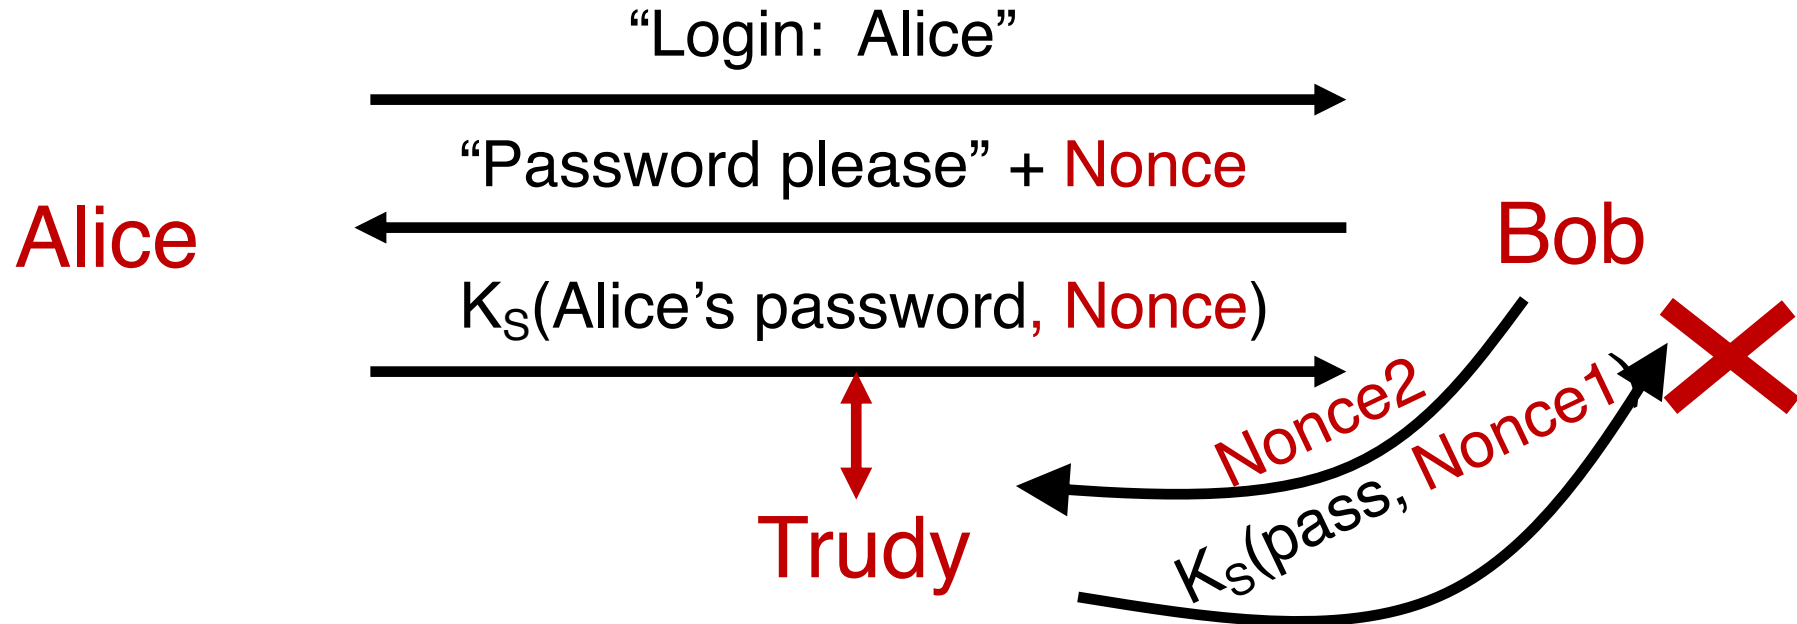 “Login: Alice”
“Password please” + Nonce
Alice
Bob
KS(Alice’s password, Nonce)
Nonce2
KS(pass, Nonce1)
Trudy